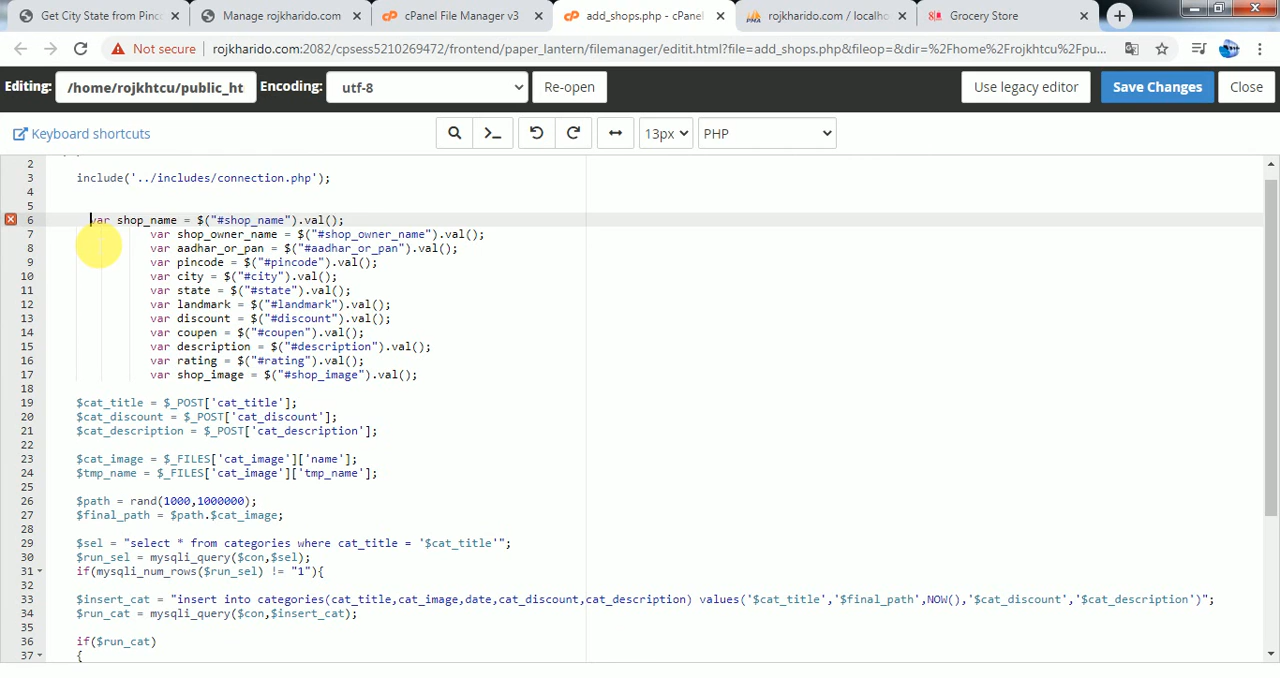 Get City State from Pinco
Manage rojkharido.com
cPanel File Manager v3
add_shops.php - cPanel
rojkharido.com / localho
Grocery Store
Not secure
rojkharido.com:2082/cpsess5210269472/frontend/paper_lantern/filemanager/editit.html?file=add_shops.php&fileop=&dir=%2Fhome%2Frojkhtcu%2Fpu...
Editing: /home/rojkhtcu/public_ht Encoding: utf-8 Re-open Use legacy editor Save Changes Close
Keyboard shortcuts 13px PHP
2
3 include('../includes/connection.php');
4
5
6 var shop_name = $("#shop_name").val();
7 var shop_owner_name = $("#shop_owner_name").val();
8 var aadhar_or_pan = $("#aadhar_or_pan").val();
9 var pincode = $("#pincode").val();
10 var city = $("#city").val();
11 var state = $("#state").val();
12 var landmark = $("#landmark").val();
13 var discount = $("#discount").val();
14 var coupen = $("#coupen").val();
15 var description = $("#description").val();
16 var rating = $("#rating").val();
17 var shop_image = $("#shop_image").val();
18
19 $cat_title = $_POST['cat_title'];
20 $cat_discount = $_POST['cat_discount'];
21 $cat_description = $_POST['cat_description'];
22
23 $cat_image = $_FILES['cat_image']['name'];
24 $tmp_name = $_FILES['cat_image']['tmp_name'];
25
26 $path = rand(1000,1000000);
27 $final_path = $path.$cat_image;
28
29 $sel = "select * from categories where cat_title = '$cat_title'";
30 $run_sel = mysqli_query($con,$sel);
31 if(mysqli_num_rows($run_sel) != "1"){
32
33 $insert_cat = "insert into categories(cat_title,cat_image,date,cat_discount,cat_description) values('$cat_title','$final_path',NOW(),'$cat_discount','$cat_description')";
34 $run_cat = mysqli_query($con,$insert_cat);
35
36 if($run_cat)
37 {